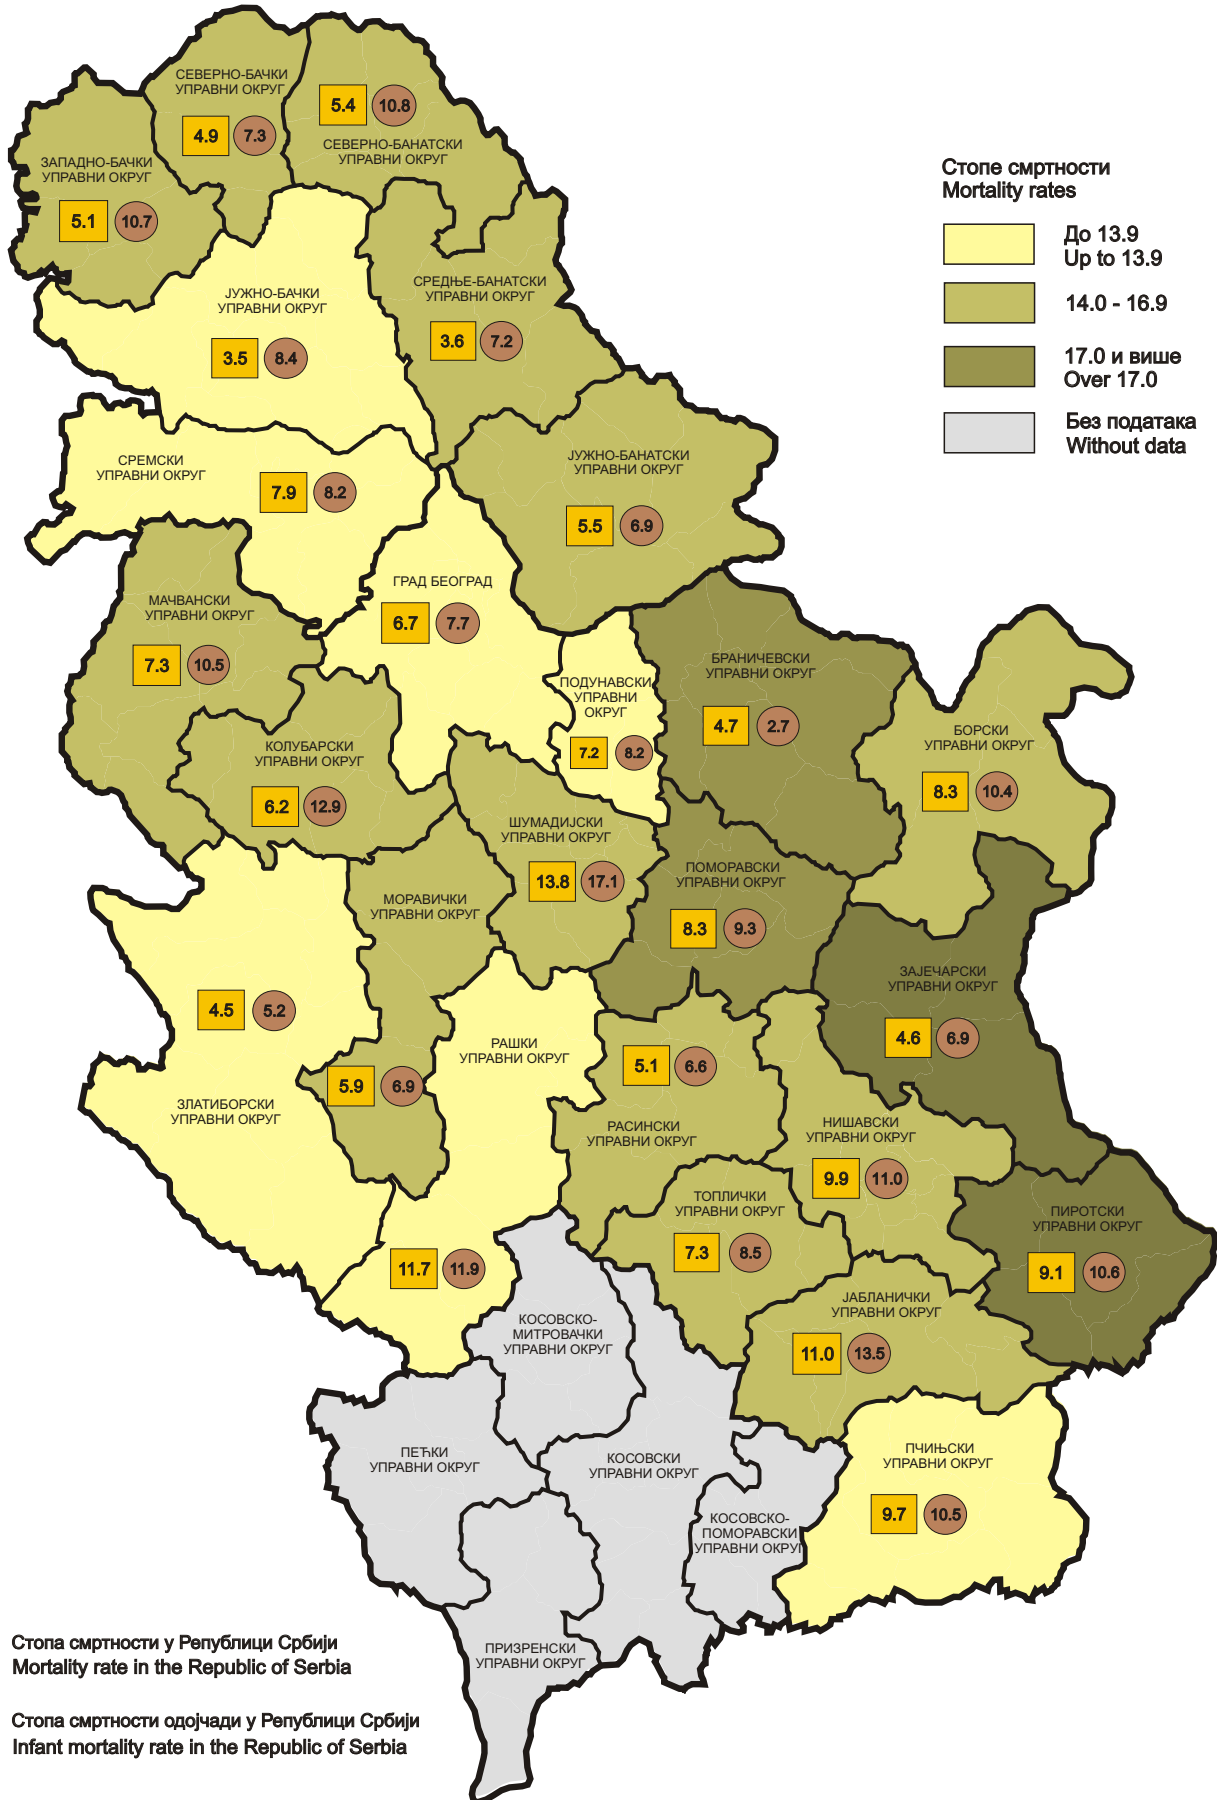 СЕВЕРНО-БАЧКИ
УПРАВНИ ОКРУГ
4.9 7.3
5.4 10.8
СЕВЕРНО-БАНАТСКИ
УПРАВНИ ОКРУГ
ЗАПАДНО-БАЧКИ
УПРАВНИ ОКРУГ
5.1 10.7
Стопе смртности
Mortality rates
До 13.9
Up to 13.9
14.0 - 16.9
17.0 и више
Over 17.0
Без података
Without data
ЈУЖНО-БАЧКИ
УПРАВНИ ОКРУГ
3.5 8.4
СРЕДЊЕ-БАНАТСКИ
УПРАВНИ ОКРУГ
3.6 7.2
СРЕМСКИ
УПРАВНИ ОКРУГ
7.9 8.2
ЈУЖНО-БАНАТСКИ
УПРАВНИ ОКРУГ
5.5 6.9
ГРАД БЕОГРАД
6.7 7.7
МАЧВАНСКИ
УПРАВНИ ОКРУГ
7.3 10.5
ПОДУНАВСКИ
УПРАВНИ
ОКРУГ
7.2 8.2
БРАНИЧЕВСКИ
УПРАВНИ ОКРУГ
4.7 2.7
БОРСКИ
УПРАВНИ ОКРУГ
8.3 10.4
КОЛУБАРСКИ
УПРАВНИ ОКРУГ
6.2 12.9
ШУМАДИЈСКИ
УПРАВНИ ОКРУГ
13.8 17.1
ПОМОРАВСКИ
УПРАВНИ ОКРУГ
8.3 9.3
МОРАВИЧКИ
УПРАВНИ ОКРУГ
5.9 6.9
ЗАЈЕЧАРСКИ
УПРАВНИ ОКРУГ
4.6 6.9
4.5 5.2
ЗЛАТИБОРСКИ
УПРАВНИ ОКРУГ
РАШКИ
УПРАВНИ ОКРУГ
11.7 11.9
5.1 6.6
РАСИНСКИ
УПРАВНИ ОКРУГ
НИШАВСКИ
УПРАВНИ ОКРУГ
9.9 11.0
ТОПЛИЧКИ
УПРАВНИ ОКРУГ
7.3 8.5
ПИРОТСКИ
УПРАВНИ ОКРУГ
9.1 10.6
ЈАБЛАНИЧКИ
УПРАВНИ ОКРУГ
11.0 13.5
КОСОВСКО-
МИТРОВАЧКИ
УПРАВНИ ОКРУГ
ПЕЋКИ
УПРАВНИ ОКРУГ
КОСОВСКИ
УПРАВНИ ОКРУГ
ПЧИЊСКИ
УПРАВНИ ОКРУГ
9.7 10.5
КОСОВСКО-
ПОМОРАВСКИ
УПРАВНИ ОКРУГ
ПРИЗРЕНСКИ
УПРАВНИ ОКРУГ
Стопа смртности у Републици Србији
Mortality rate in the Republic of Serbia
Стопа смртности одојчади у Републици Србији
Infant mortality rate in the Republic of Serbia